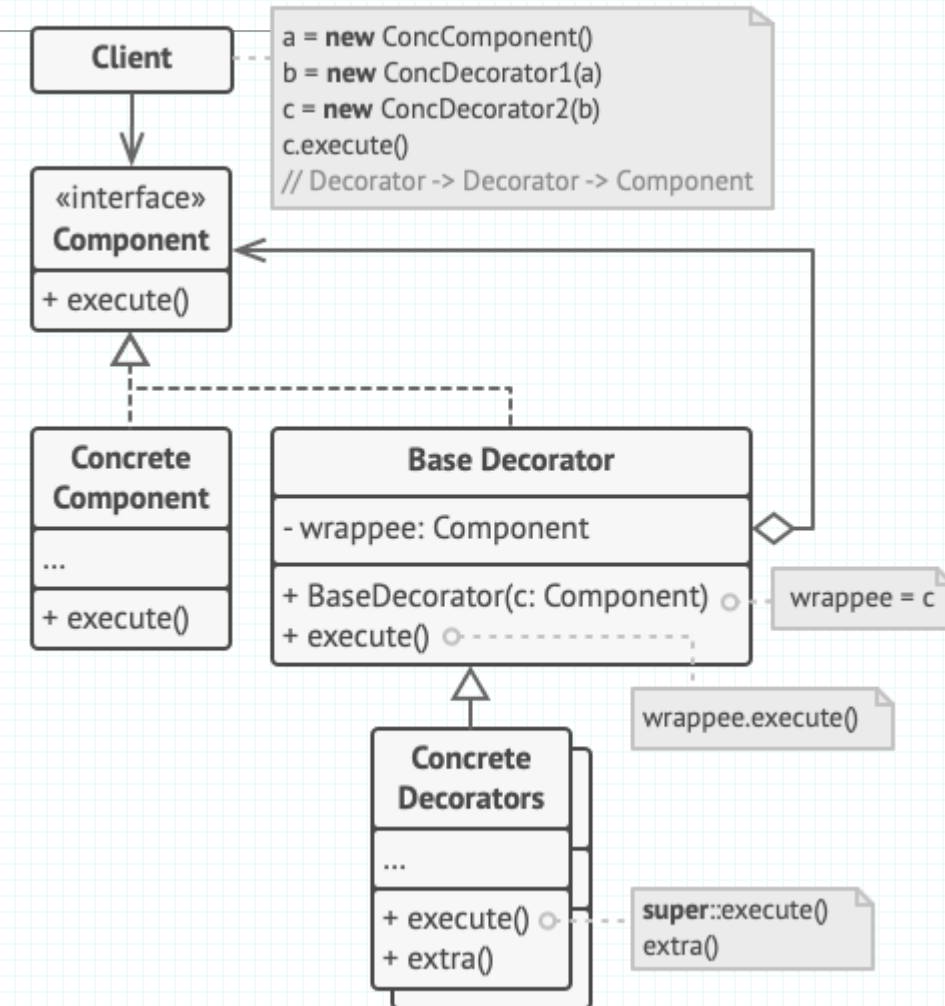 Client
a = new ConcComponent()
b = new ConcDecorator1(a)
c = new ConcDecorator2(b)
c.execute()
// Decorator -> Decorator -> Component
«interface»
Component
+ execute()
Concrete
Component
...
+ execute()
Base Decorator
- wrappee: Component
+ BaseDecorator(c: Component)
+ execute()
wrappee = c
wrappee.execute()
Concrete
Decorators
...
+ execute()
+ extra()
super::execute()
extra()